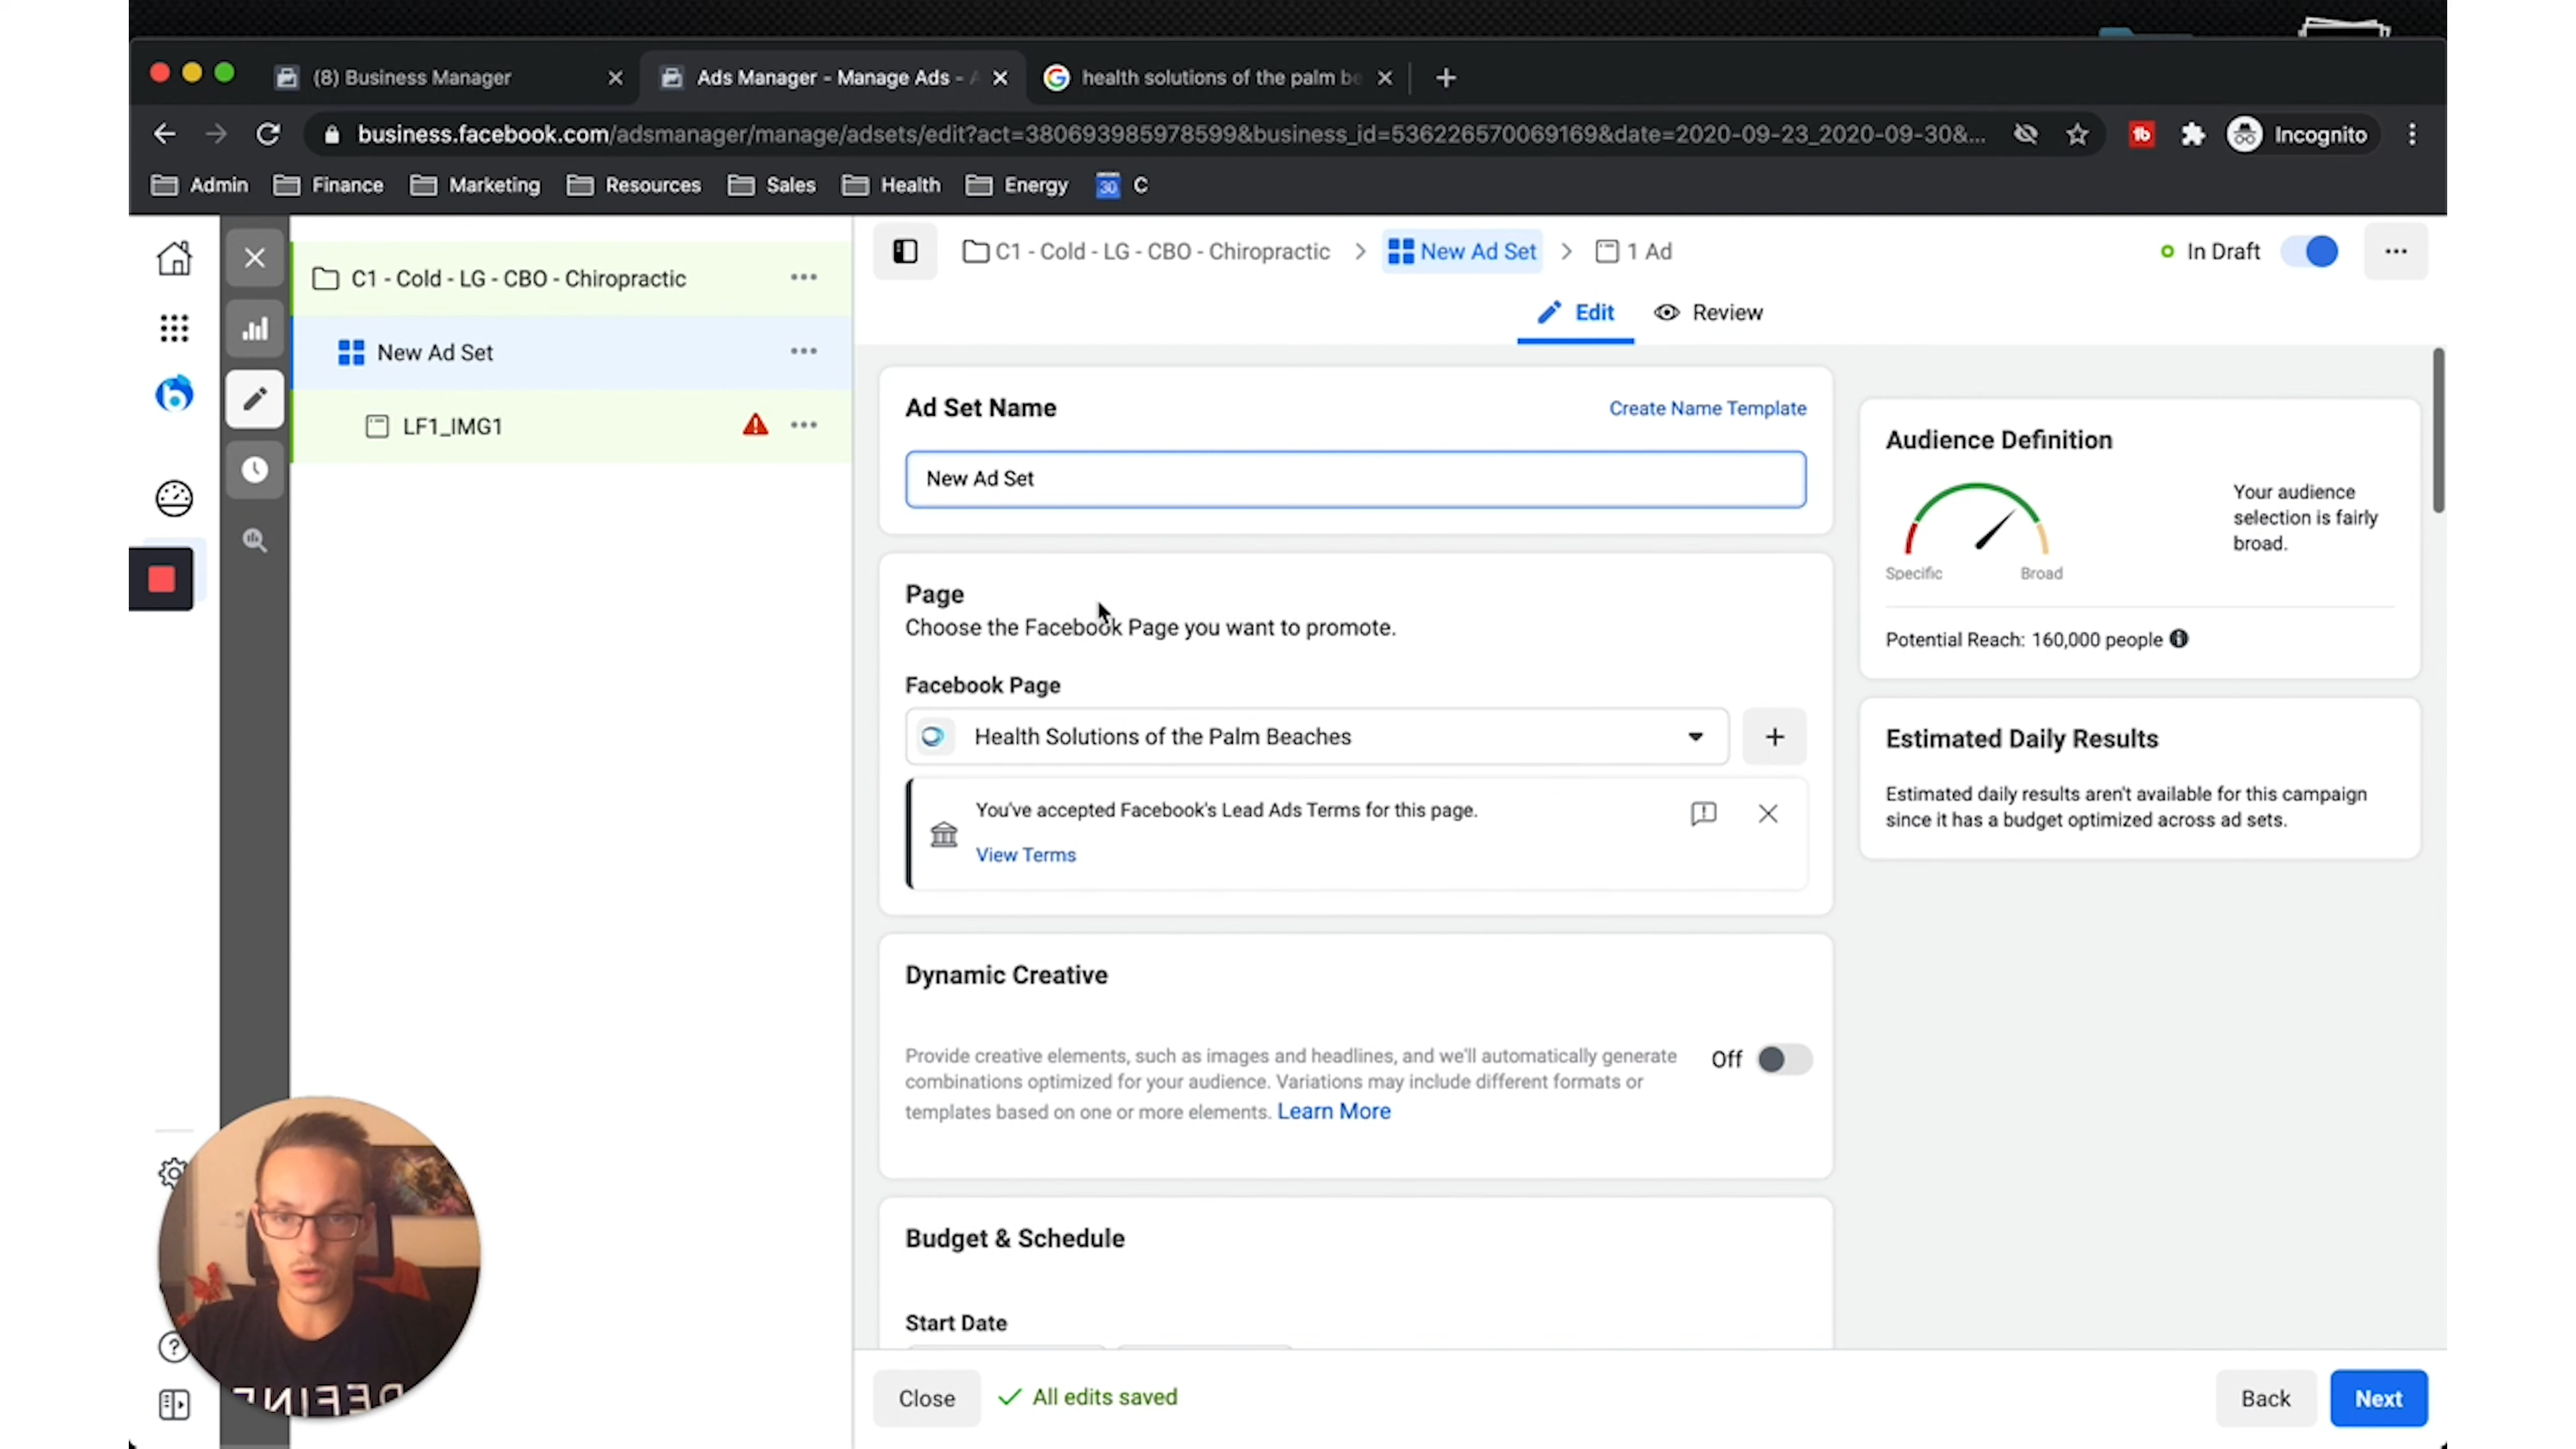 (8) Business Manager
Ads Manager - Manage Ads - A
health solutions of the palm be
business.facebook.com/adsmanager/manage/adsets/edit?act=380693985978599&business_id=536226570069169&date=2020-09-23_2020-09-30&...
Incognito
Admin
Finance
Marketing
Resources
Sales
Health
Energy
30
C
C1 - Cold - LG - CBO - Chiropractic
New Ad Set
LF1_IMG1
C1 - Cold - LG - CBO - Chiropractic
New Ad Set
1 Ad
In Draft
Edit
Review
Ad Set Name
Create Name Template
New Ad Set
Page
Choose the Facebook Page you want to promote.
Facebook Page
Health Solutions of the Palm Beaches
You've accepted Facebook's Lead Ads Terms for this page.
View Terms
Dynamic Creative
Provide creative elements, such as images and headlines, and we'll automatically generate
combinations optimized for your audience. Variations may include different formats or
templates based on one or more elements. Learn More
Off
Budget & Schedule
Start Date
Close
All edits saved
Back
Next
Audience Definition
Your audience
selection is fairly
broad.
Specific
Broad
Potential Reach: 160,000 people
Estimated Daily Results
Estimated daily results aren't available for this campaign
since it has a budget optimized across ad sets.